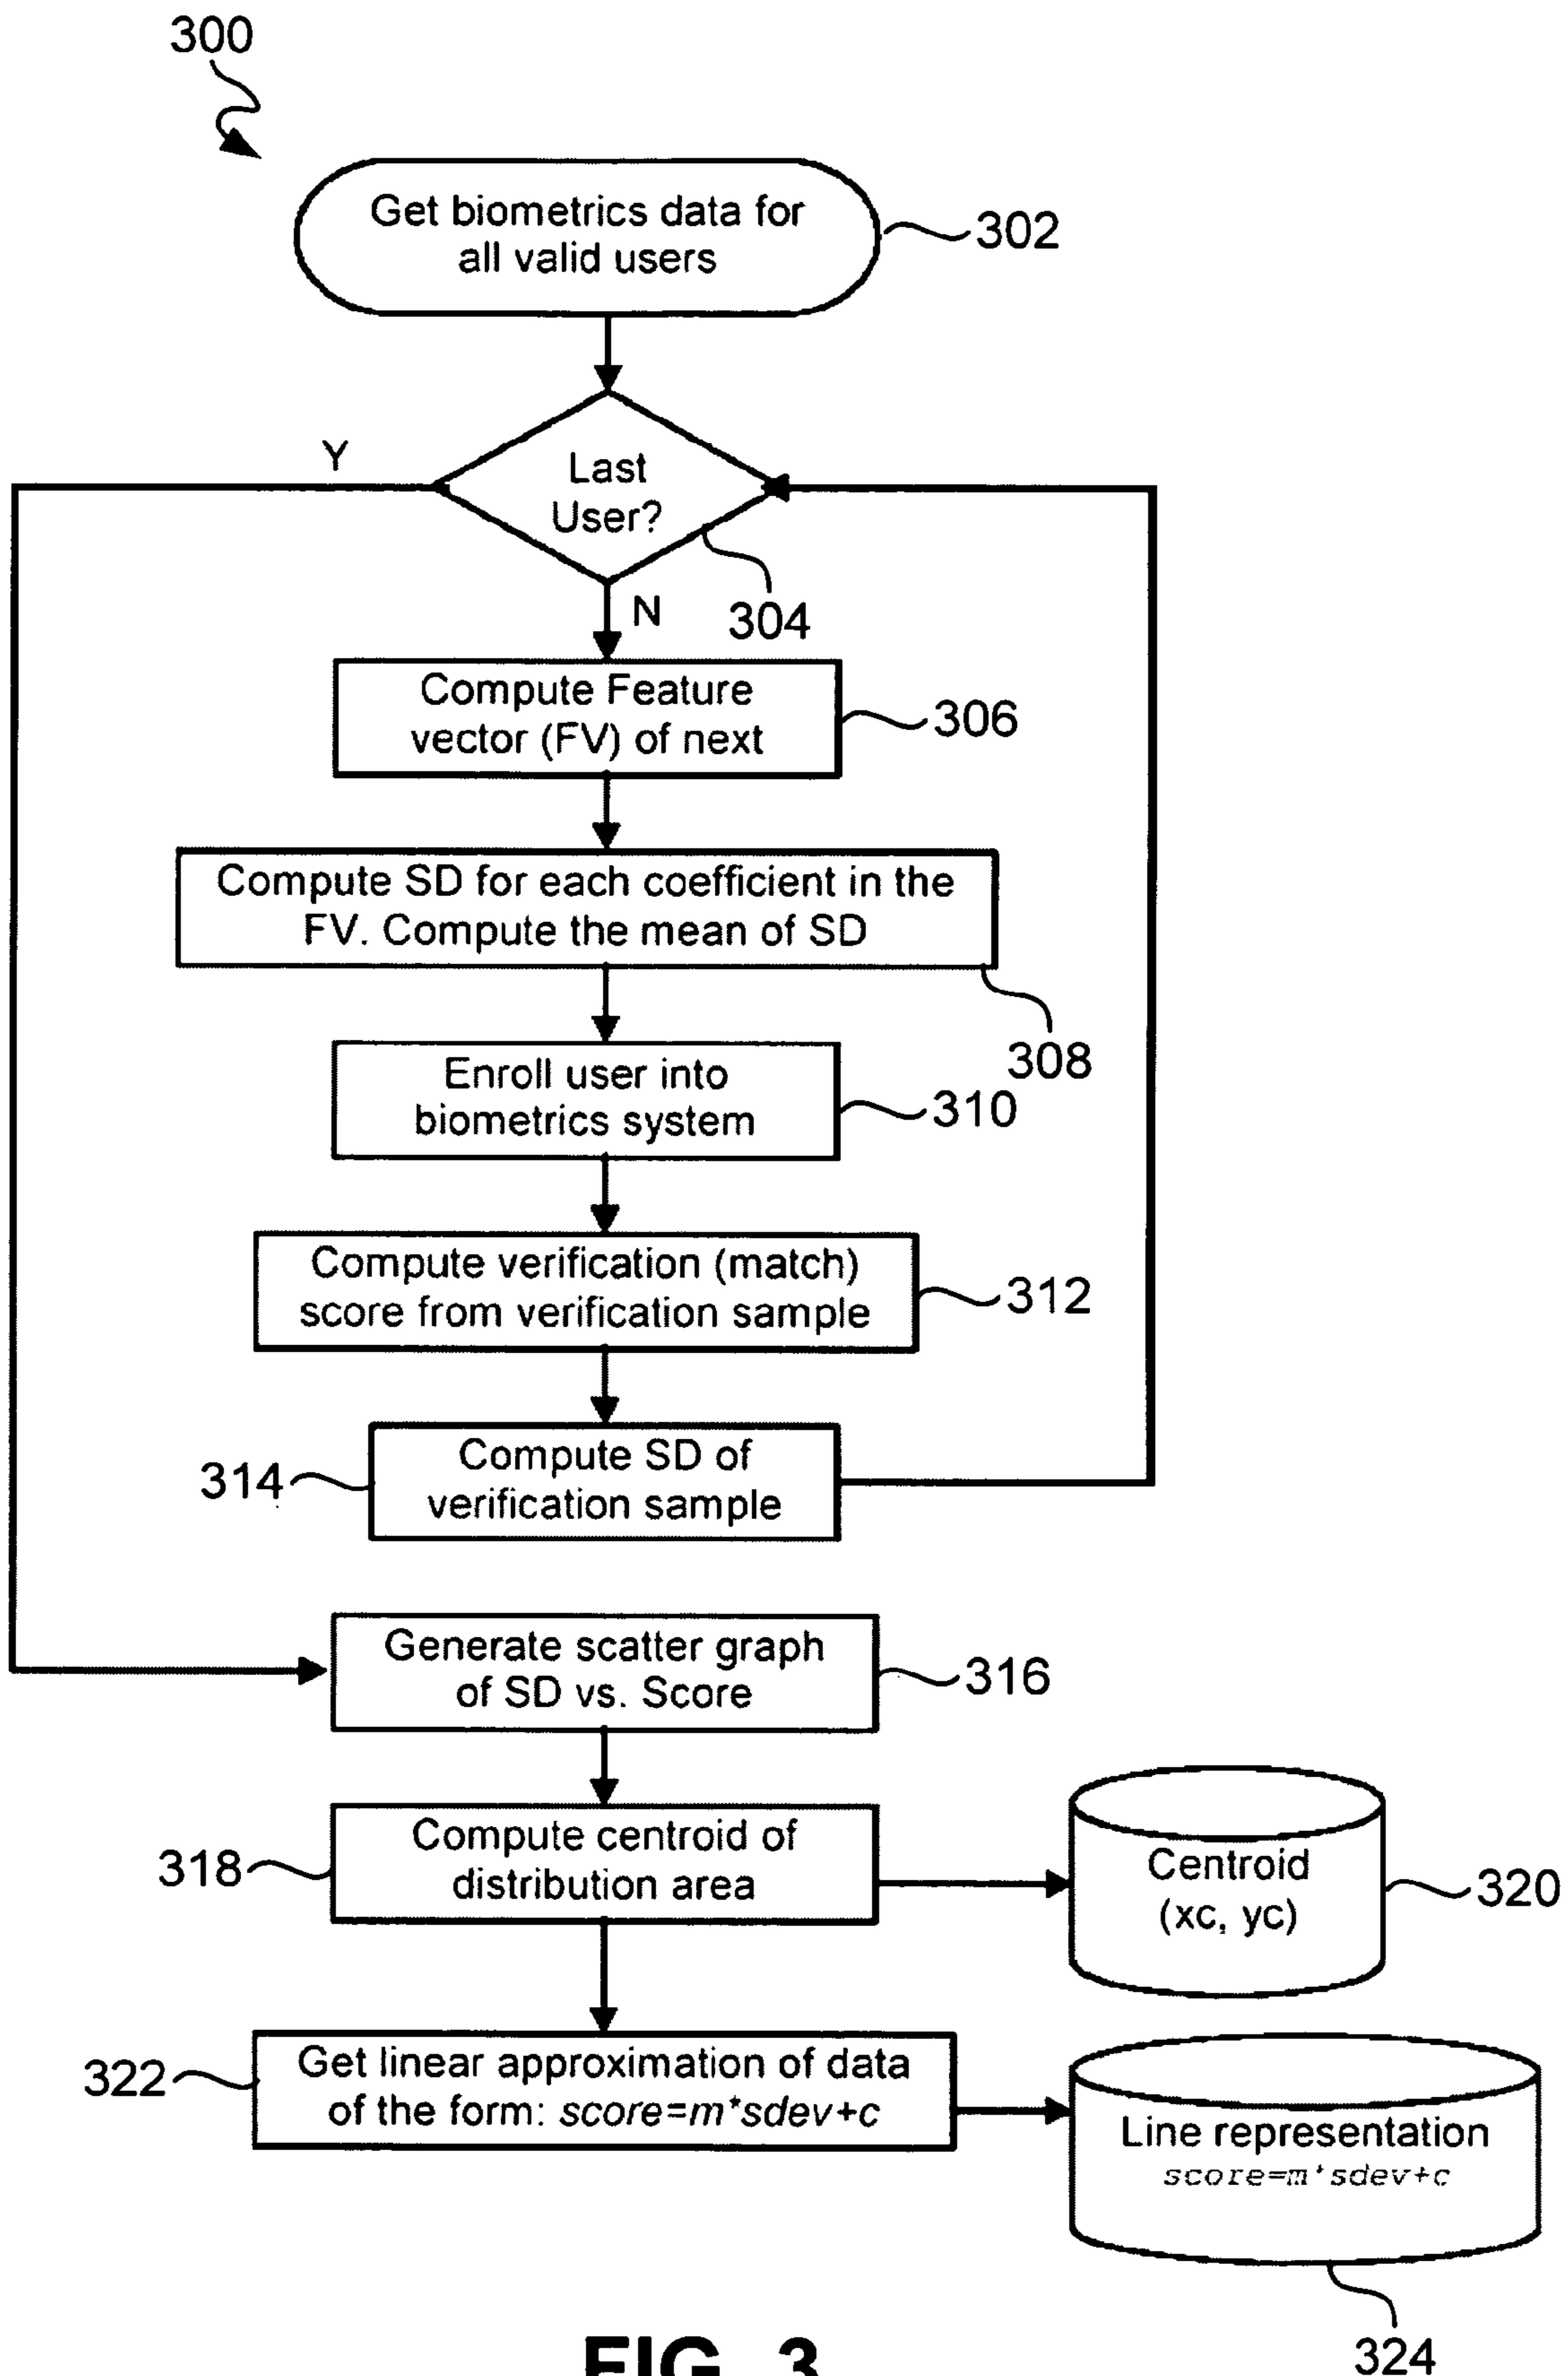 300
Get biometrics data for
all valid users
302
Y
Last
User?
304
N
Compute Feature
vector (FV) of next
306
Compute SD for each coefficient in the
FV. Compute the mean of SD
308
Enroll user into
biometrics system
310
Compute verification (match)
score from verification sample
312
Compute SD of
verification sample
314
Generate scatter graph
of SD vs. Score
316
Compute centroid of
distribution area
318
Centroid
(xc, yc)
320
Get linear approximation of data
of the form: score=m*sdev+c
322
Line representation
score=m*sdev+c
324
FIG. 3